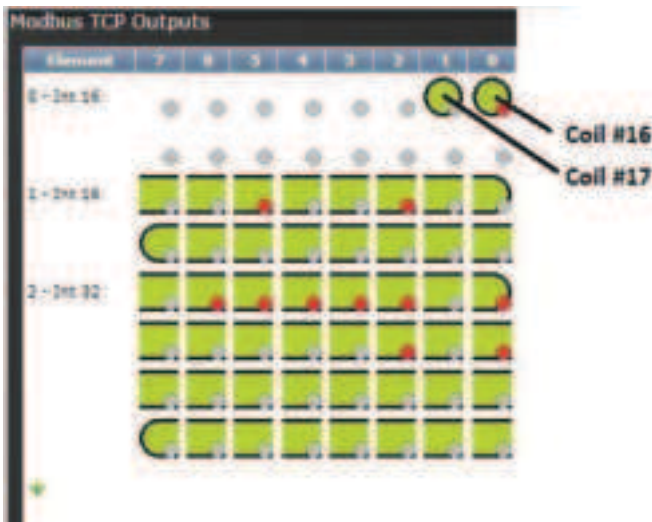 Modbus TCP Outputs
Element 7 6 5 4 3 2 1 0
0 - Int 16:
Coil #16
Coil #17
1 - Int 16:
2 - Int 32: